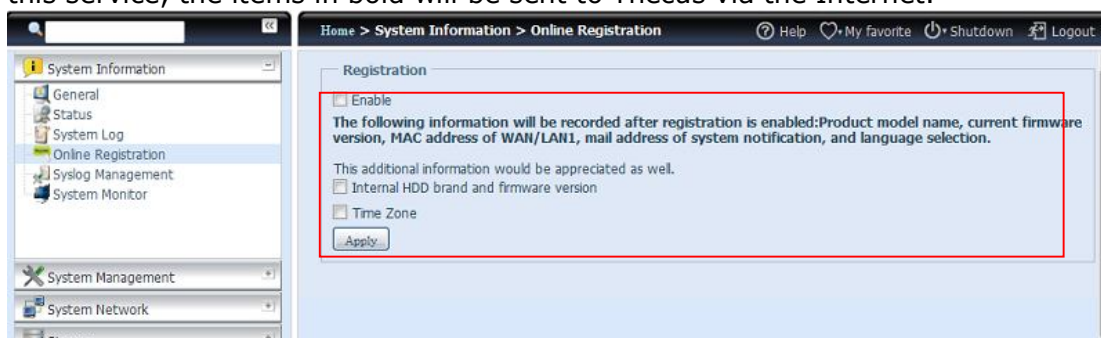 this service, the items in bold will be sent to Thecus via the Internet.
Home > System Information > Online Registration Help My favorite Shutdown Logout
System Information
General
Status
System Log
Online Registration
Syslog Management
System Monitor
System Management
System Network
Registration
Enable
The following information will be recorded after registration is enabled:Product model name, current firmware
version, MAC address of WAN/LAN1, mail address of system notification, and language selection.
This additional information would be appreciated as well.
Internal HDD brand and firmware version
Time Zone
Apply